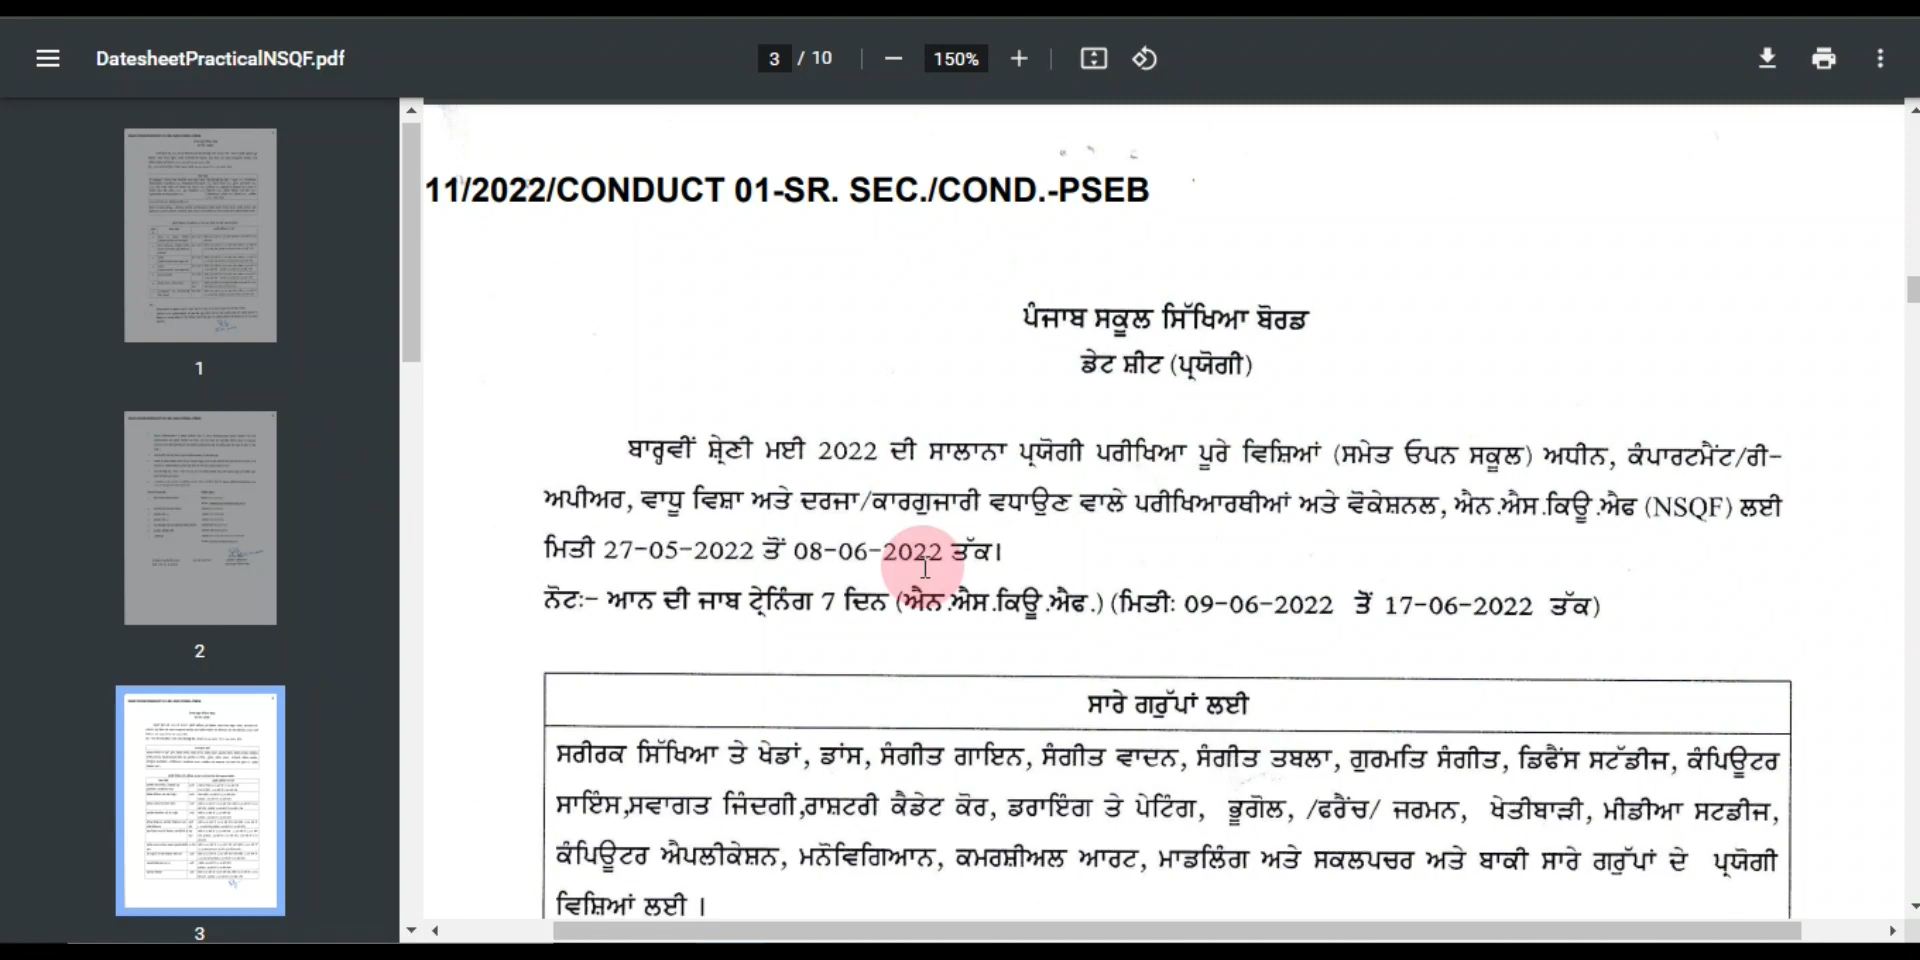 DatesheetPracticalNSQF.pdf
3 / 10
150%
1
2
3
11/2022/CONDUCT 01-SR. SEC./COND.-PSEB
ਪੰਜਾਬ ਸਕੂਲ ਸਿੱਖਿਆ ਬੋਰਡ
ਡੇਟ ਸ਼ੀਟ (ਪ੍ਰਯੋਗੀ)
ਬਾਰ੍ਹਵੀਂ ਸ਼੍ਰੇਣੀ ਮਈ 2022 ਦੀ ਸਾਲਾਨਾ ਪ੍ਰਯੋਗੀ ਪਰੀਖਿਆ ਪੂਰੇ ਵਿਸ਼ਿਆਂ (ਸਮੇਤ ਓਪਨ ਸਕੂਲ) ਅਧੀਨ, ਕੰਪਾਰਟਮੈਂਟ/ਰੀ-
ਅਪੀਅਰ, ਵਾਧੂ ਵਿਸ਼ਾ ਅਤੇ ਦਰਜਾ/ਕਾਰਗੁਜਾਰੀ ਵਧਾਉਣ ਵਾਲੇ ਪਰੀਖਿਆਰਥੀਆਂ ਅਤੇ ਵੋਕੇਸ਼ਨਲ, ਐਨ.ਐਸ.ਕਿਊ.ਐਫ (NSQF) ਲਈ
ਮਿਤੀ 27-05-2022 ਤੋਂ 08-06-2022 ਤੱਕ।
ਨੋਟ:- ਆਨ ਦੀ ਜਾਬ ਟ੍ਰੇਨਿੰਗ 7 ਦਿਨ (ਐਨ.ਐਸ.ਕਿਊ.ਐਫ.) (ਮਿਤੀ: 09-06-2022 ਤੋਂ 17-06-2022 ਤੱਕ)
ਸਾਰੇ ਗਰੁੱਪਾਂ ਲਈ
ਸਰੀਰਕ ਸਿੱਖਿਆ ਤੇ ਖੇਡਾਂ, ਡਾਂਸ, ਸੰਗੀਤ ਗਾਇਨ, ਸੰਗੀਤ ਵਾਦਨ, ਸੰਗੀਤ ਤਬਲਾ, ਗੁਰਮਤਿ ਸੰਗੀਤ, ਡਿਫੈਂਸ ਸਟੱਡੀਜ, ਕੰਪਿਊਟਰ
ਸਾਇੰਸ,ਸਵਾਗਤ ਜਿੰਦਗੀ,ਰਾਸ਼ਟਰੀ ਕੈਡੇਟ ਕੋਰ, ਡਰਾਇੰਗ ਤੇ ਪੇਟਿੰਗ, ਭੂਗੋਲ, /ਫਰੈਂਚ/ ਜਰਮਨ, ਖੇਤੀਬਾੜੀ, ਮੀਡੀਆ ਸਟਡੀਜ,
ਕੰਪਿਊਟਰ ਐਪਲੀਕੇਸ਼ਨ, ਮਨੋਵਿਗਿਆਨ, ਕਮਰਸ਼ੀਅਲ ਆਰਟ, ਮਾਡਲਿੰਗ ਅਤੇ ਸਕਲਪਚਰ ਅਤੇ ਬਾਕੀ ਸਾਰੇ ਗਰੁੱਪਾਂ ਦੇ ਪ੍ਰਯੋਗੀ
ਵਿਸ਼ਿਆਂ ਲਈ ।